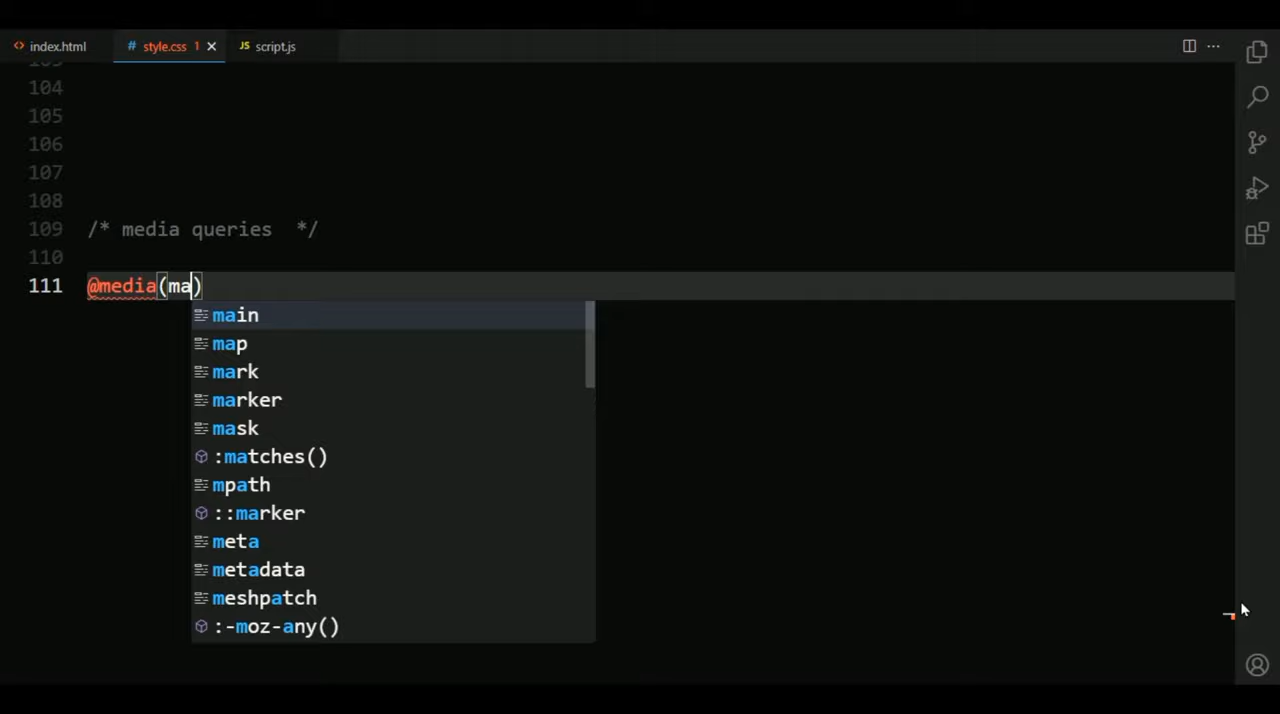 index.html # style.css 1 JS script.js
103
104
105
106
107
108
109 /* media queries */
110
111 @media(ma)
main
map
mark
marker
mask
:matches()
mpath
::marker
meta
metadata
meshpatch
:-moz-any()